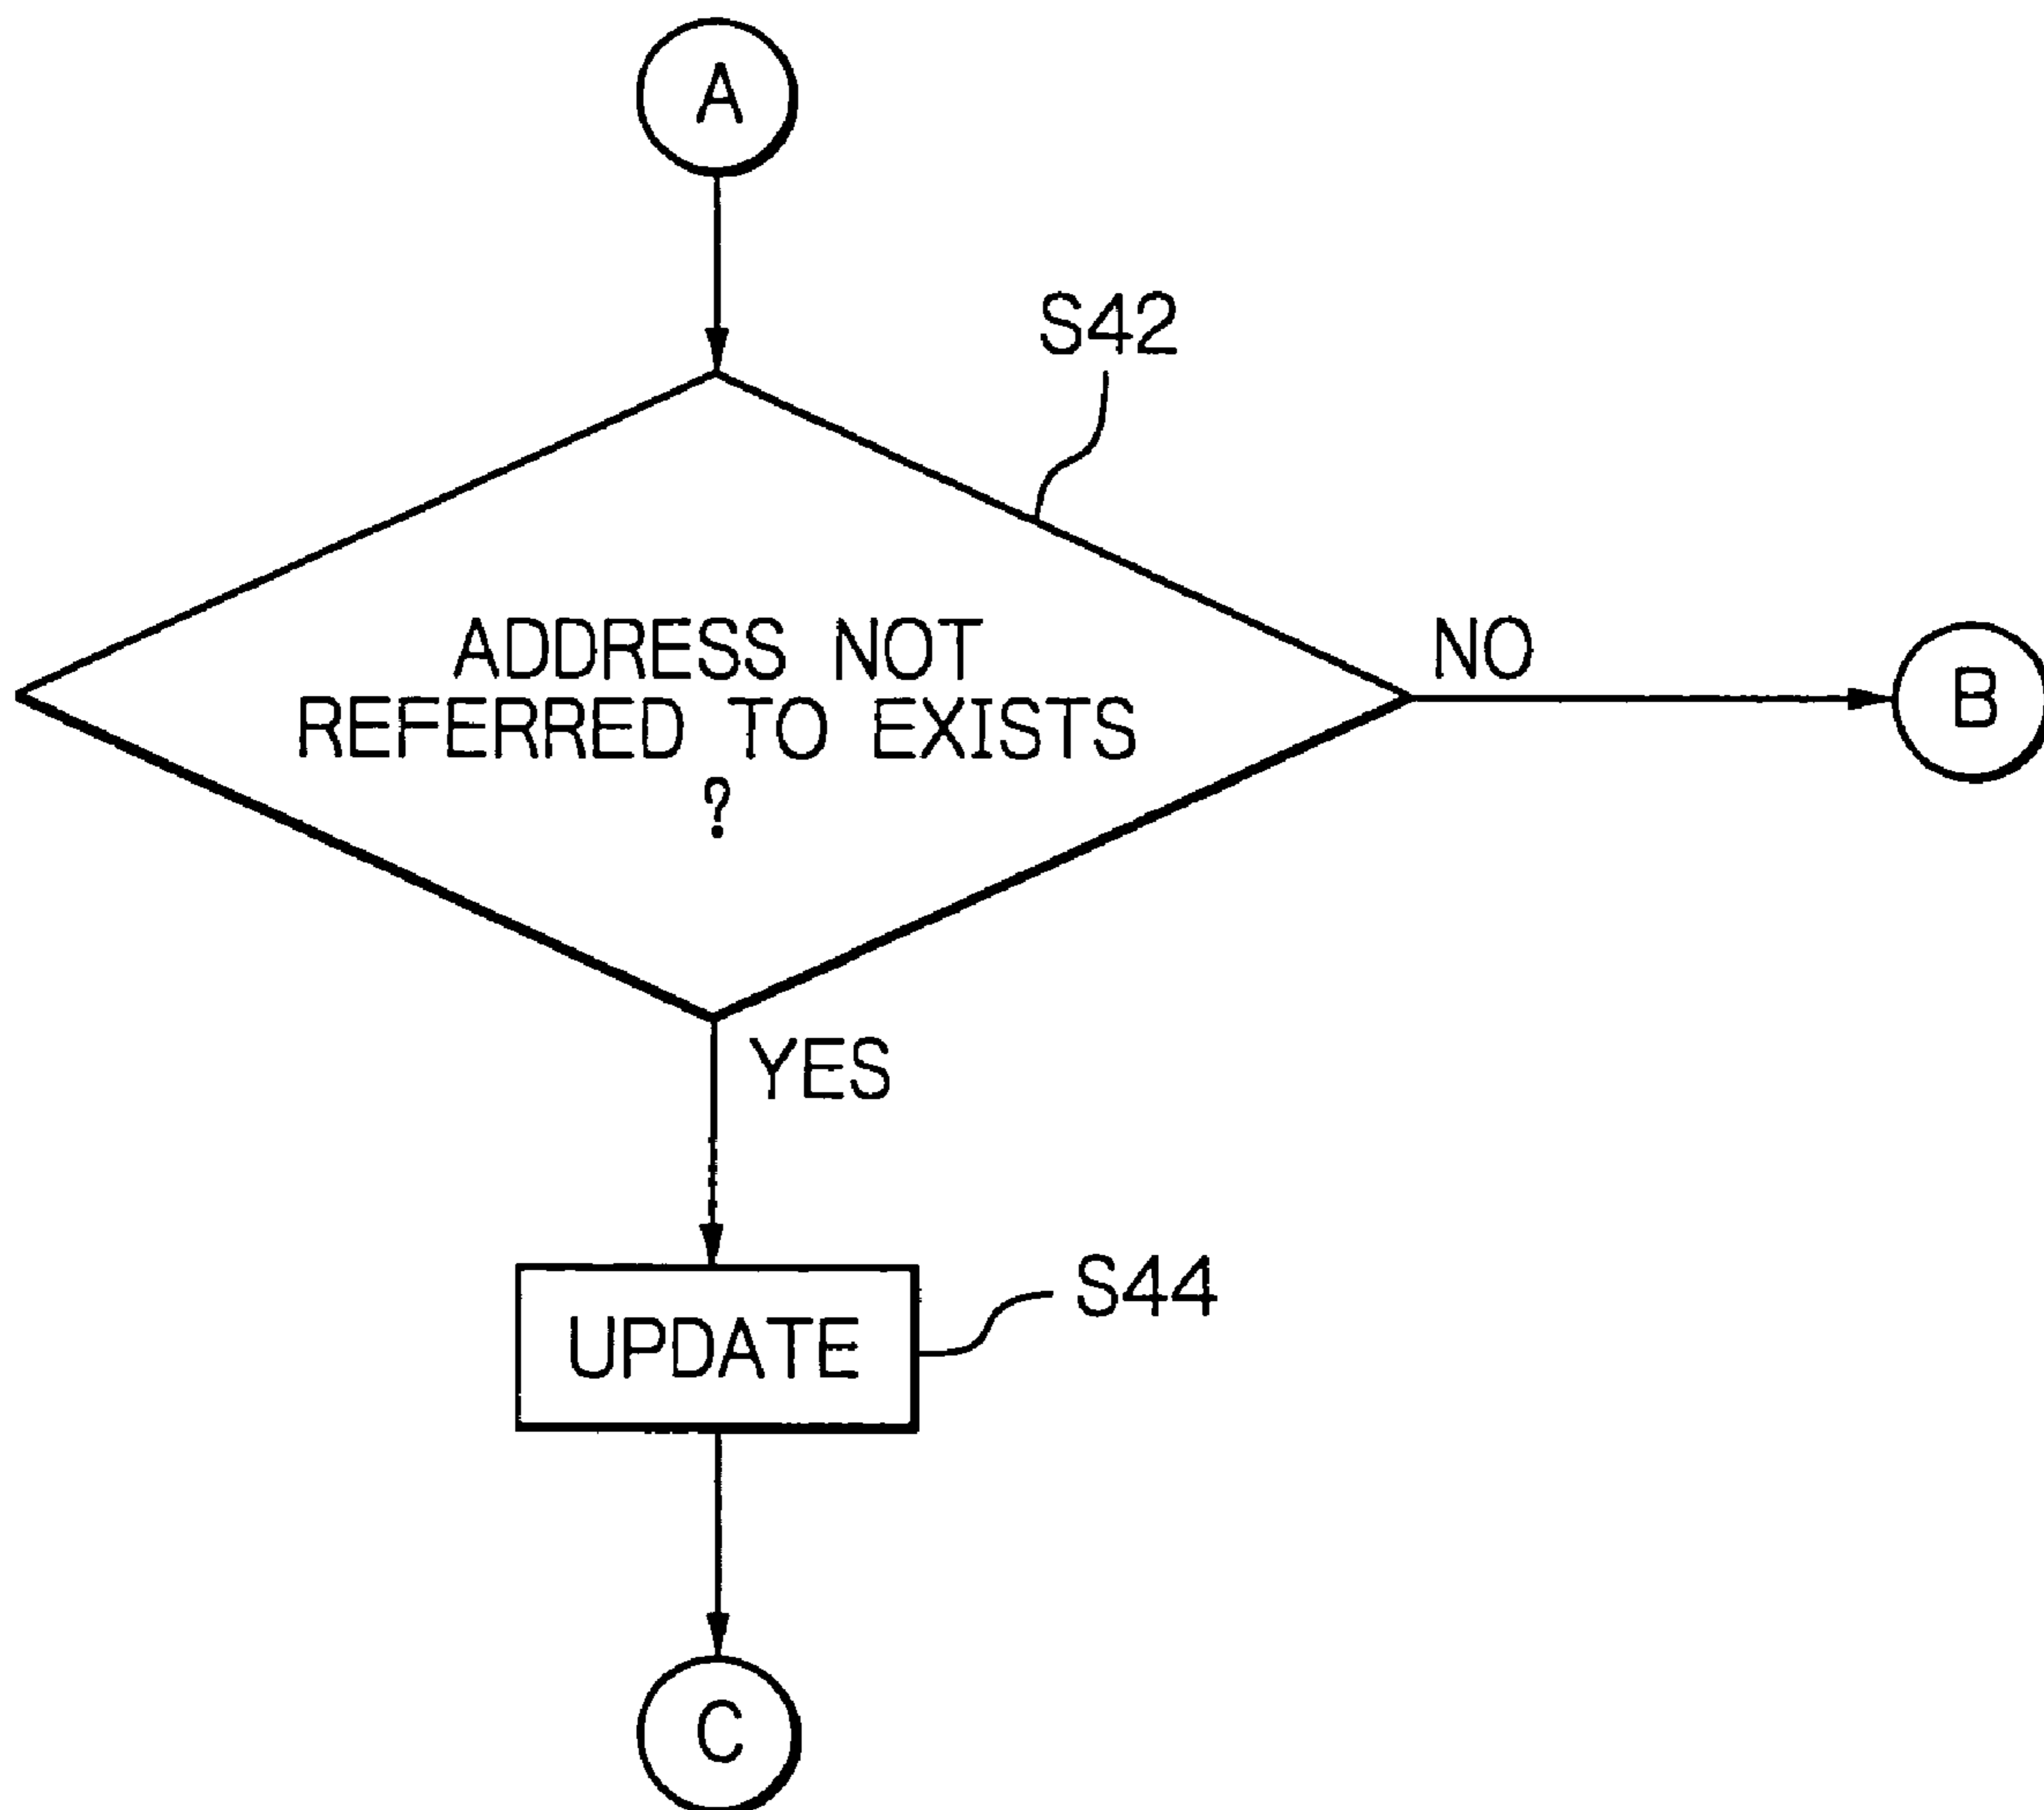 A
S42
ADDRESS NOT
REFERRED TO EXISTS
?
NO
B
YES
UPDATE
S44
C